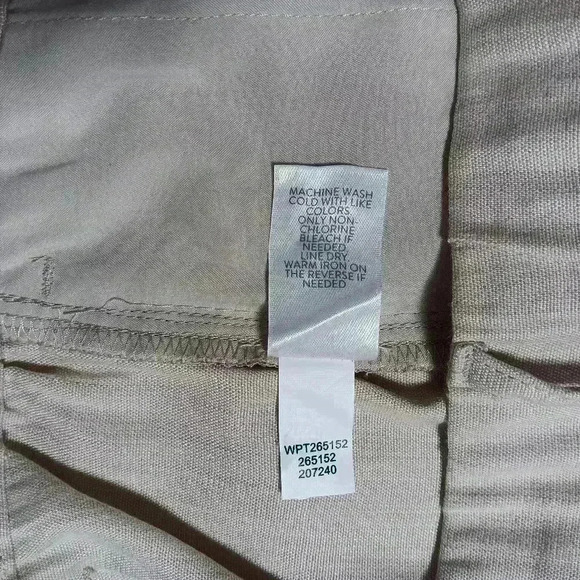 MACHINE WASH
COLD WITH LIKE
COLORS
ONLY NON-
CHLORINE
BLEACH IF
NEEDED
LINE DRY
WARM IRON ON
THE REVERSE IF
NEEDED
WPT265152
265152
207240